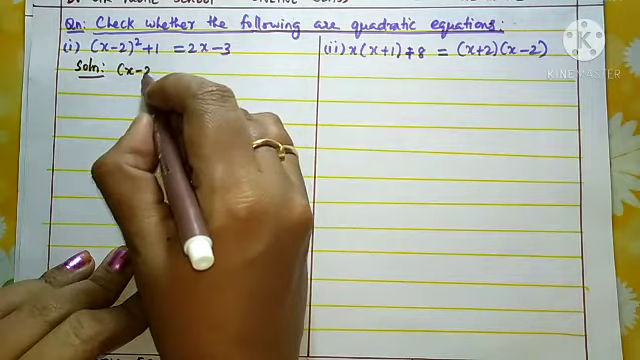 Qn: Check whether the following are quadratic equations:
(i) (x-2)²+1 = 2x-3
(ii) x(x+1)+8 = (x+2)(x-2)
Soln: (x-2
KINEMASTER